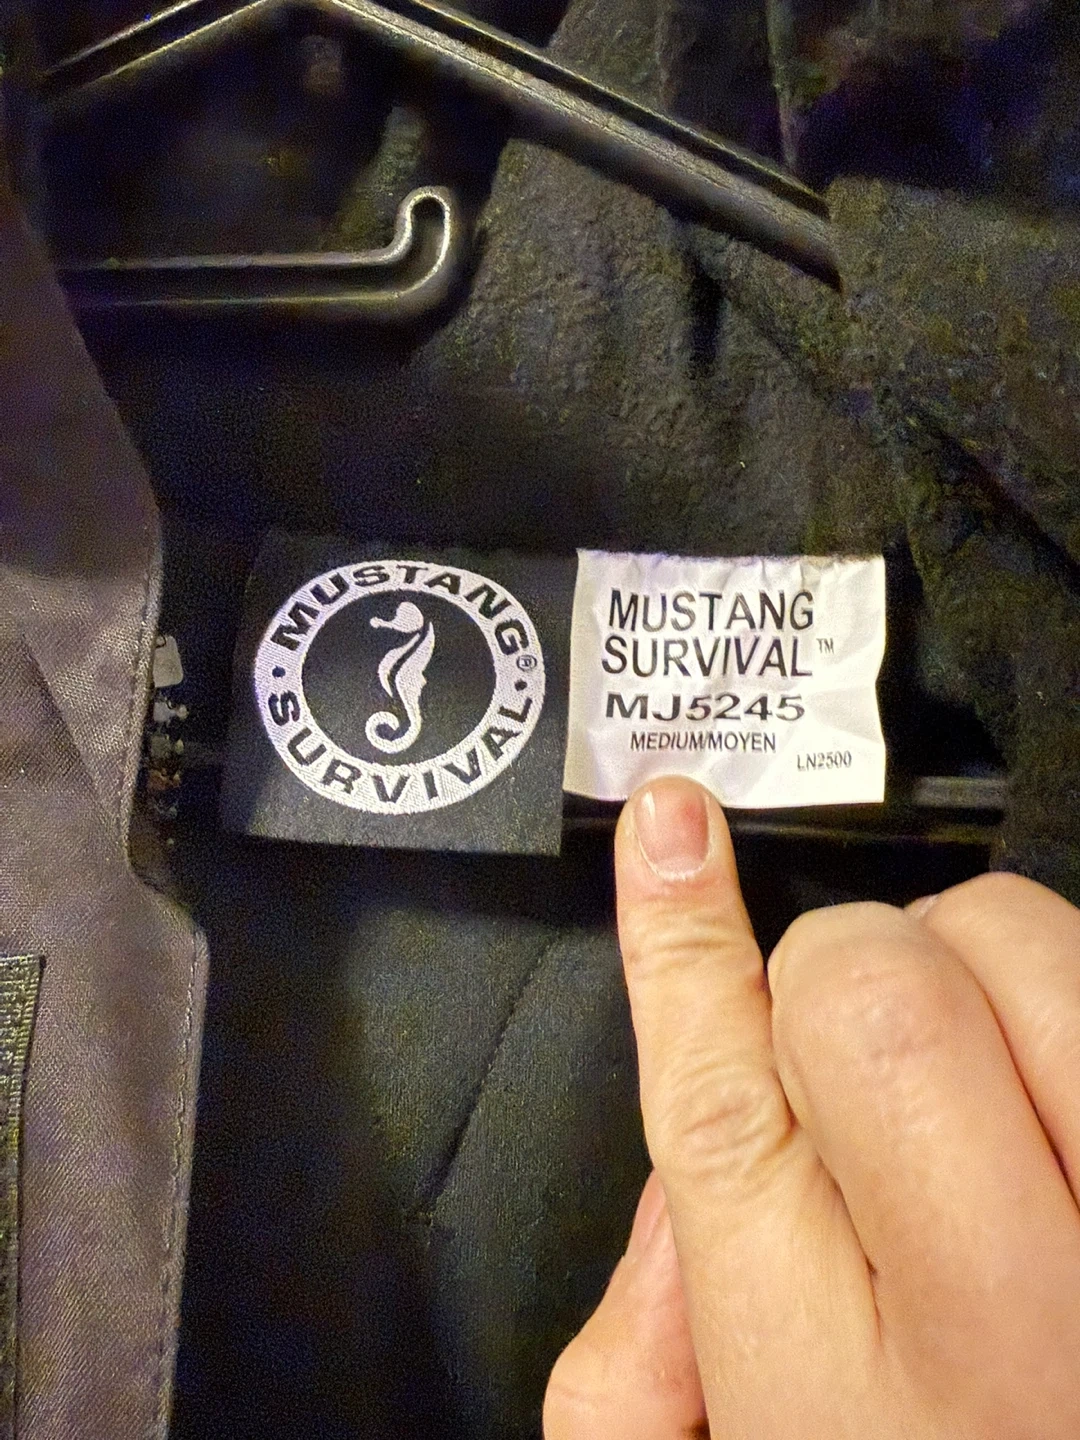 MUSTANG®
SURVIVAL
MUSTANG
SURVIVAL™
MJ5245
MEDIUM/MOYEN
LN2500